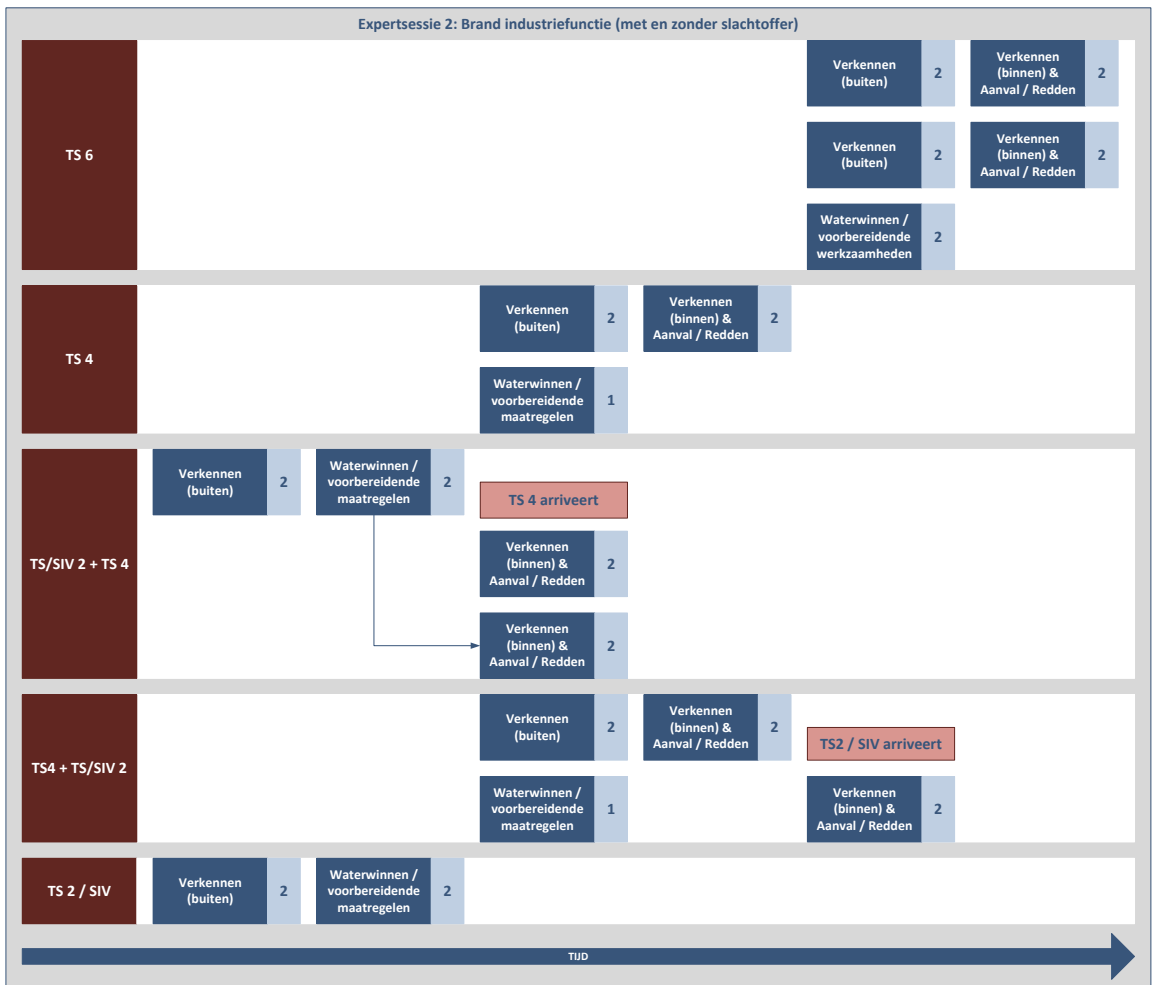 Expertsessie 2: Brand industriefunctie (met en zonder slachtoffer)
TS 6
Verkennen
(buiten)
2
Verkennen
(binnen) &
Aanval / Redden
2
Verkennen
(buiten)
2
Verkennen
(binnen) &
Aanval / Redden
2
Waterwinnen /
voorbereidende
werkzaamheden
2
TS 4
Verkennen
(buiten)
2
Verkennen
(binnen) &
Aanval / Redden
2
Waterwinnen /
voorbereidende
maatregelen
1
TS/SIV 2 + TS 4
Verkennen
(buiten)
2
Waterwinnen /
voorbereidende
maatregelen
2
TS 4 arriveert
Verkennen
(binnen) &
Aanval / Redden
2
Verkennen
(binnen) &
Aanval / Redden
2
TS4 + TS/SIV 2
Verkennen
(buiten)
2
Verkennen
(binnen) &
Aanval / Redden
2
TS2 / SIV arriveert
Waterwinnen /
voorbereidende
maatregelen
1
Verkennen
(binnen) &
Aanval / Redden
2
TS 2 / SIV
Verkennen
(buiten)
2
Waterwinnen /
voorbereidende
maatregelen
2
TIJD